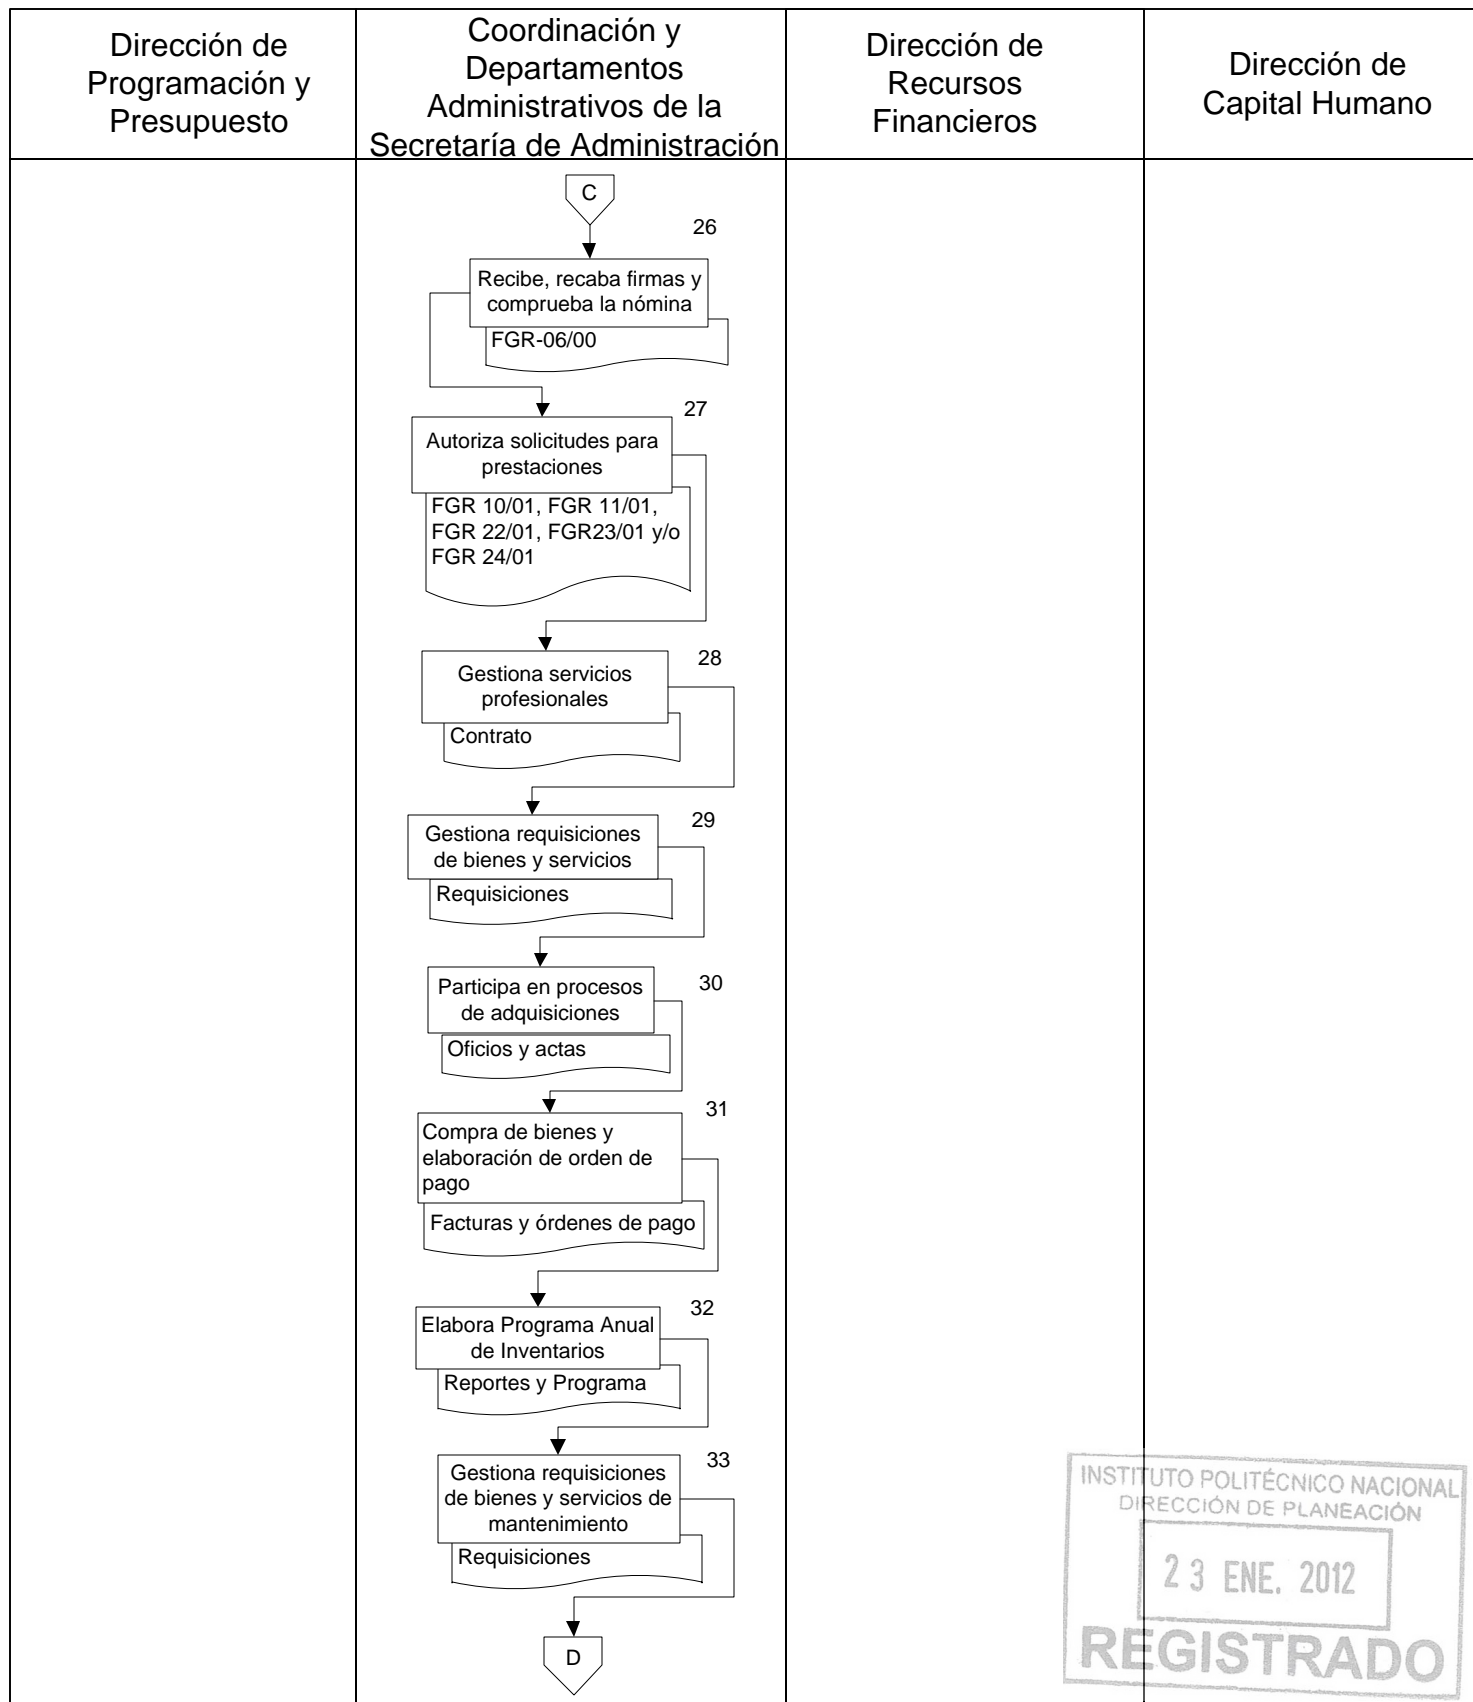 Dirección de
Programación y
Presupuesto
Coordinación y
Departamentos
Administrativos de la
Secretaría de Administración
Dirección de
Recursos
Financieros
Dirección de
Capital Humano
C
26
Recibe, recaba firmas y
comprueba la nómina
FGR-06/00
27
Autoriza solicitudes para
prestaciones
FGR 10/01, FGR 11/01,
FGR 22/01, FGR23/01 y/o
FGR 24/01
28
Gestiona servicios
profesionales
Contrato
29
Gestiona requisiciones
de bienes y servicios
Requisiciones
30
Participa en procesos
de adquisiciones
Oficios y actas
31
Compra de bienes y
elaboración de orden de
pago
Facturas y órdenes de pago
32
Elabora Programa Anual
de Inventarios
Reportes y Programa
33
Gestiona requisiciones
de bienes y servicios de
mantenimiento
Requisiciones
D
INSTITUTO POLITÉCNICO NACIONAL
DIRECCIÓN DE PLANEACIÓN
23 ENE. 2012
REGISTRADO